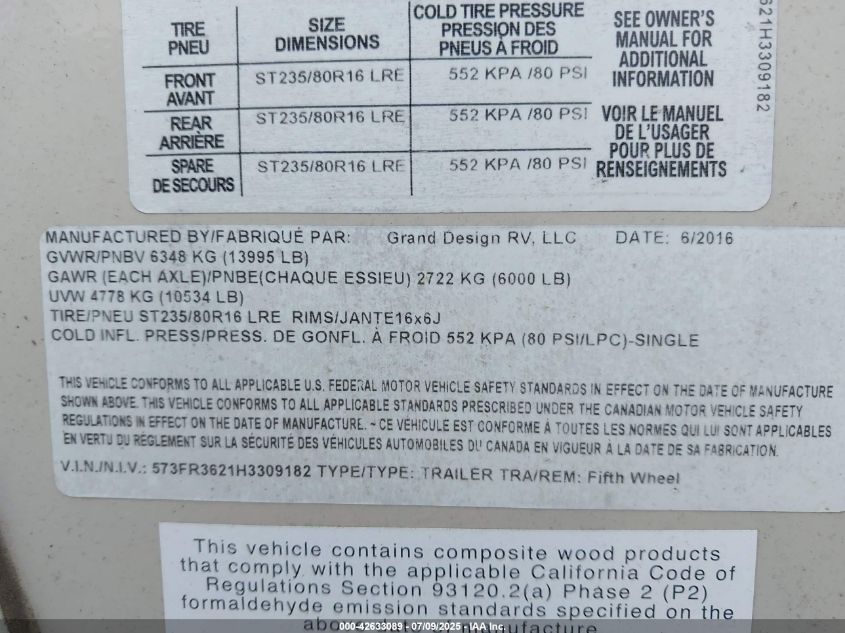 TIRE PNEU
SIZE DIMENSIONS
COLD TIRE PRESSURE PRESSION DES PNEUS À FROID
SEE OWNER'S MANUAL FOR ADDITIONAL INFORMATION
FRONT AVANT
ST235/80R16 LRE
552 KPA /80 PSI
REAR ARRIÈRE
ST235/80R16 LRE
552 KPA /80 PSI
VOIR LE MANUEL DE L'USAGER POUR PLUS DE RENSEIGNEMENTS
SPARE DE SECOURS
ST235/80R16 LRE
552 KPA /80 PSI
621H3309182
MANUFACTURED BY/FABRIQUÉ PAR: Grand Design RV, LLC DATE: 6/2016
GVWR/PNBV 6348 KG (13995 LB)
GAWR (EACH AXLE)/PNBE(CHAQUE ESSIEU) 2722 KG (6000 LB)
UVW 4778 KG (10534 LB)
TIRE/PNEU ST235/80R16 LRE RIMS/JANTE16x6J
COLD INFL. PRESS/PRESS. DE GONFL. À FROID 552 KPA (80 PSI/LPC)-SINGLE
THIS VEHICLE CONFORMS TO ALL APPLICABLE U.S. FEDERAL MOTOR VEHICLE SAFETY STANDARDS IN EFFECT ON THE DATE OF MANUFACTURE
SHOWN ABOVE. THIS VEHICLE CONFORMS TO ALL APPLICABLE STANDARDS PRESCRIBED UNDER THE CANADIAN MOTOR VEHICLE SAFETY
REGULATIONS IN EFFECT ON THE DATE OF MANUFACTURE. - CE VÉHICULE EST CONFORME À TOUTES LES NORMES QUI LUI SONT APPLICABLES
EN VERTU DU RÉGLEMENT SUR LA SÉCURITÉ DES VÉHICULES AUTOMOBILES DU CANADA EN VIGUEUR À LA DATE DE SA FABRICATION.
V.I.N./N.I.V.: 573FR3621H3309182 TYPE/TYPE: TRAILER TRA/REM: Fifth Wheel
This vehicle contains composite wood products
that comply with the applicable California Code of
Regulations Section 93120.2(a) Phase 2 (P2)
formaldehyde emission standards specified on the
manufacture
000-42633089 - 07/09/2025 - IAA Inc.